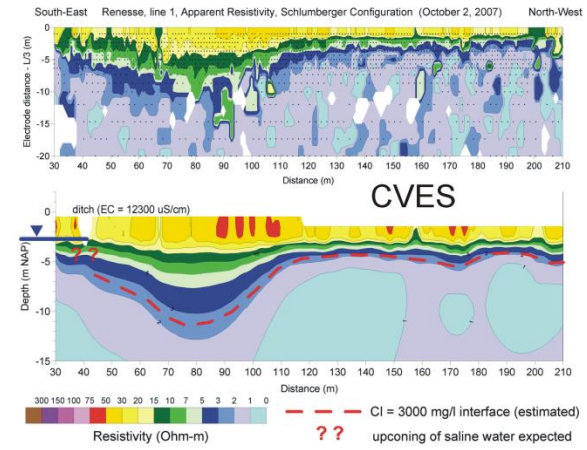 South-East Renesse, line 1, Apparent Resistivity, Schlumberger Configuration (October 2, 2007) North-West
Electrode distance - L/3 (m)
0
-5
-10
-15
-20
30 40 50 60 70 80 90 100 110 120 130 140 150 160 170 180 190 200 210
Distance (m)
CVES
ditch (EC = 12300 uS/cm)
Depth (m NAP)
0
-5
-10
-15
? ?
30 40 50 60 70 80 90 100 110 120 130 140 150 160 170 180 190 200 210
Distance (m)
300 150 100 75 50 30 20 15 10 7 5 3 2 1 0
Resistivity (Ohm-m)
Cl = 3000 mg/l interface (estimated)
? ? upconing of saline water expected